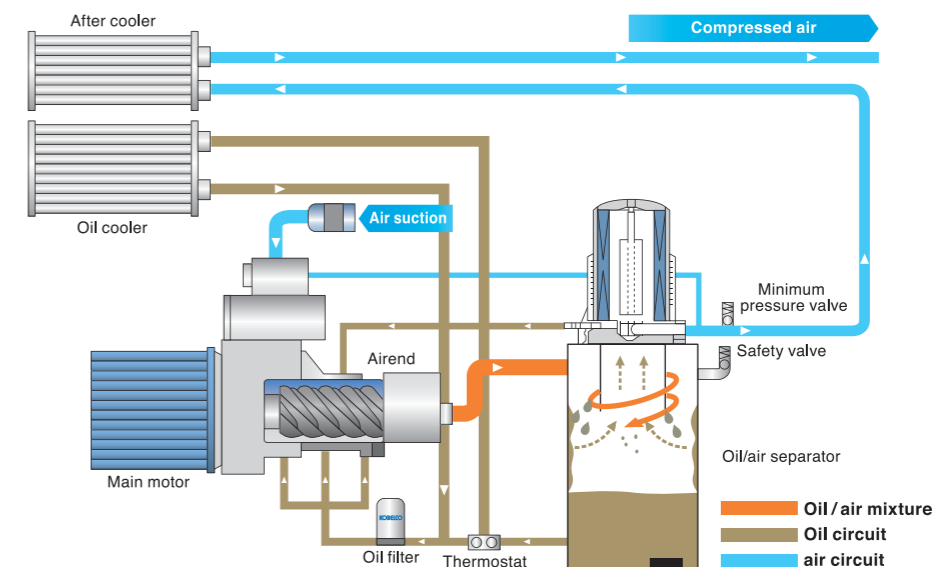 After cooler
Compressed air
Oil cooler
Air suction
Minimum
pressure valve
Safety valve
Airend
Oil/air separator
Main motor
KOBELCO
Oil filter
Thermostat
Oil / air mixture
Oil circuit
air circuit